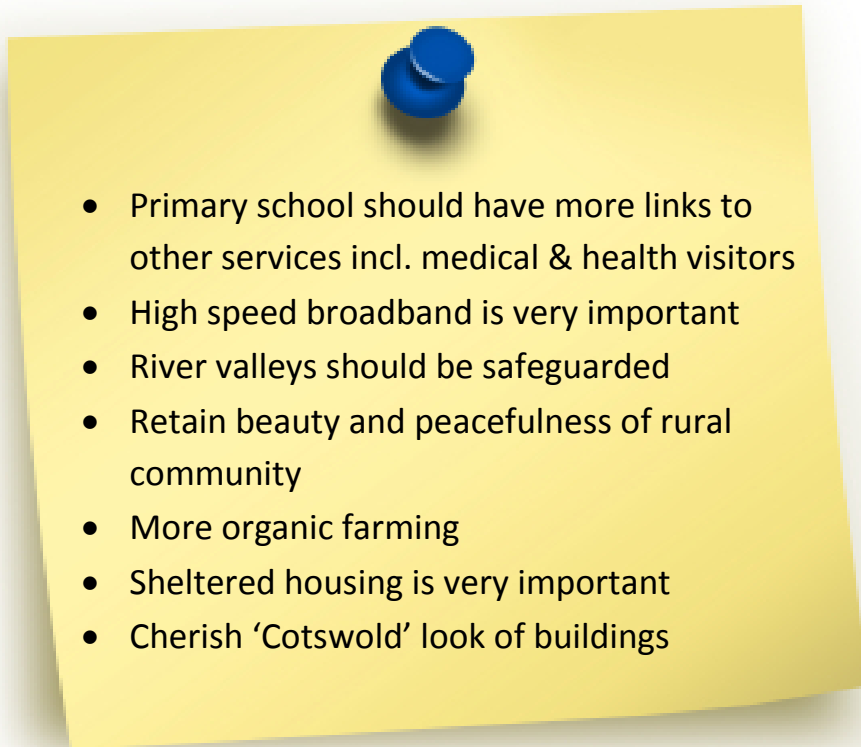 • Primary school should have more links to
other services incl. medical & health visitors
• High speed broadband is very important
• River valleys should be safeguarded
• Retain beauty and peacefulness of rural
community
• More organic farming
• Sheltered housing is very important
• Cherish ‘Cotswold’ look of buildings